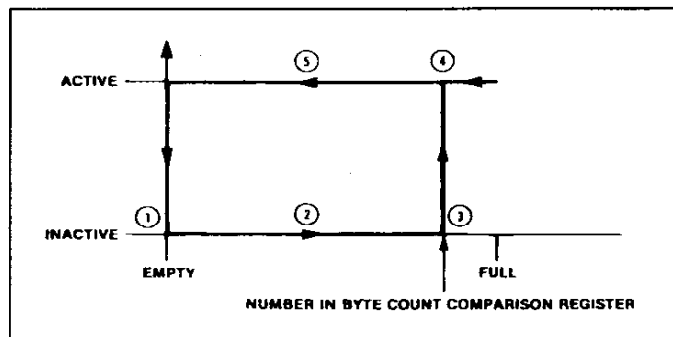 5 4
ACTIVE
1 2 3
INACTIVE
EMPTY FULL
NUMBER IN BYTE COUNT COMPARISON REGISTER